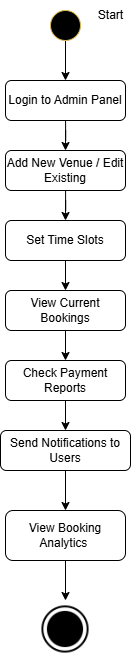 Start
Login to Admin Panel
Add New Venue / Edit
Existing
Set Time Slots
View Current
Bookings
Check Payment
Reports
Send Notifications to
Users
View Booking
Analytics